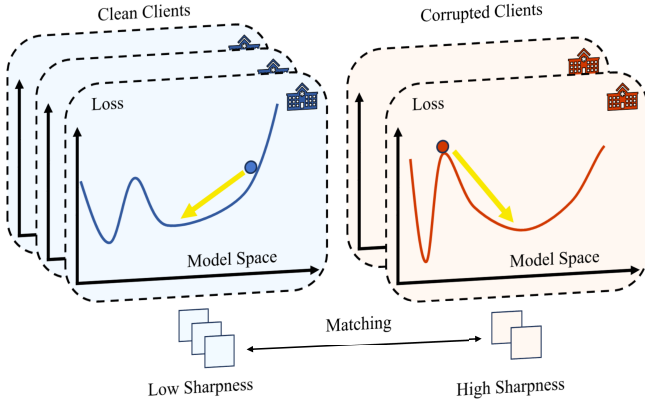 Clean Clients
Corrupted Clients
Loss
Loss
Model Space
Model Space
Matching
Low Sharpness
High Sharpness